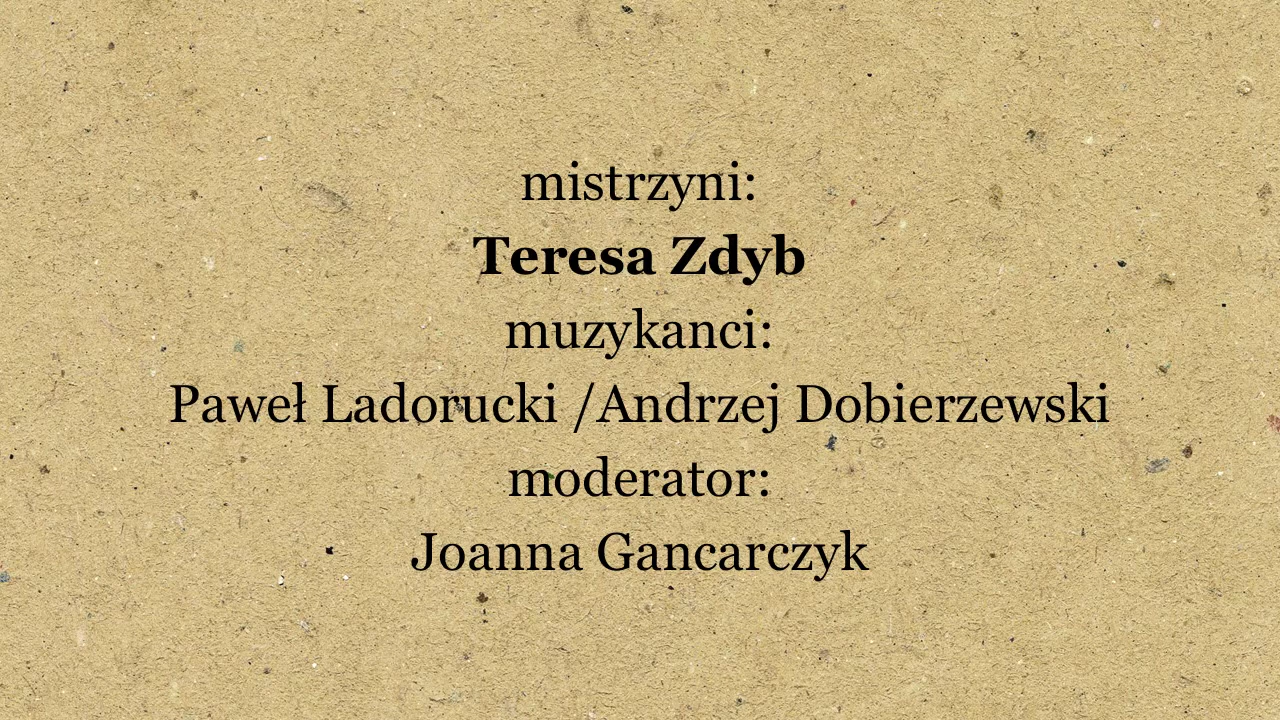 mistrzyni:
Teresa Zdyb
muzykanci:
Paweł Ladorucki /Andrzej Dobierzewski
moderator:
Joanna Gancarczyk